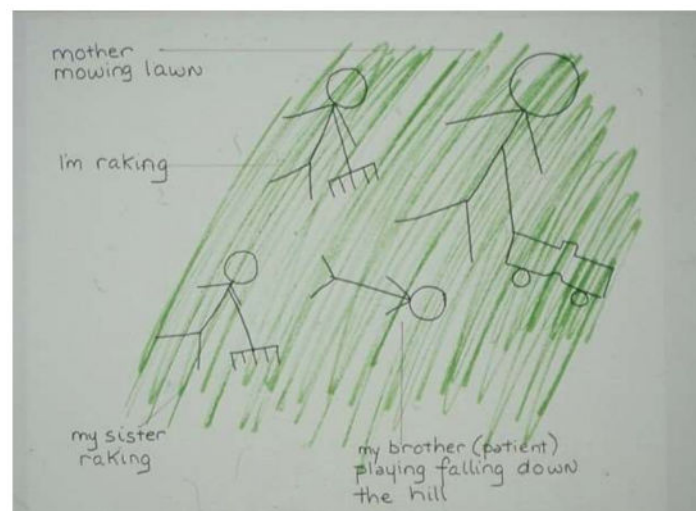 mother
mowing lawn
I'm raking
my sister
raking
my brother (patient)
playing falling down
the hill